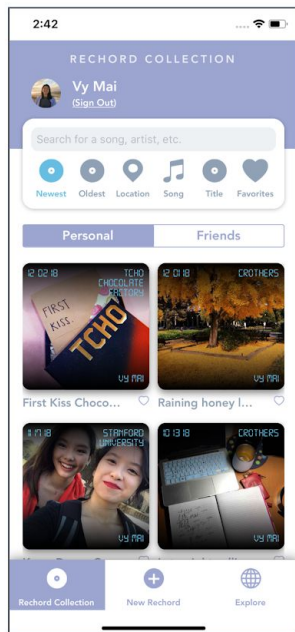 2:42
RECHORD COLLECTION
Vy Mai
(Sign Out)
Search for a song, artist, etc.
Newest
Oldest
Location
Song
Title
Favorites
Personal
Friends
12 02 18
TCHO
CHOCOLATE
FACTORY
FIRST
KISS.
TCHO
VY MAI
12 01 18
CROTHERS
VY MAI
First Kiss Choco...
Raining honey l...
11 17 18
STANFORD
UNIVERSITY
VY MAI
10 13 18
CROTHERS
VY MAI
Rechord Collection
New Rechord
Explore